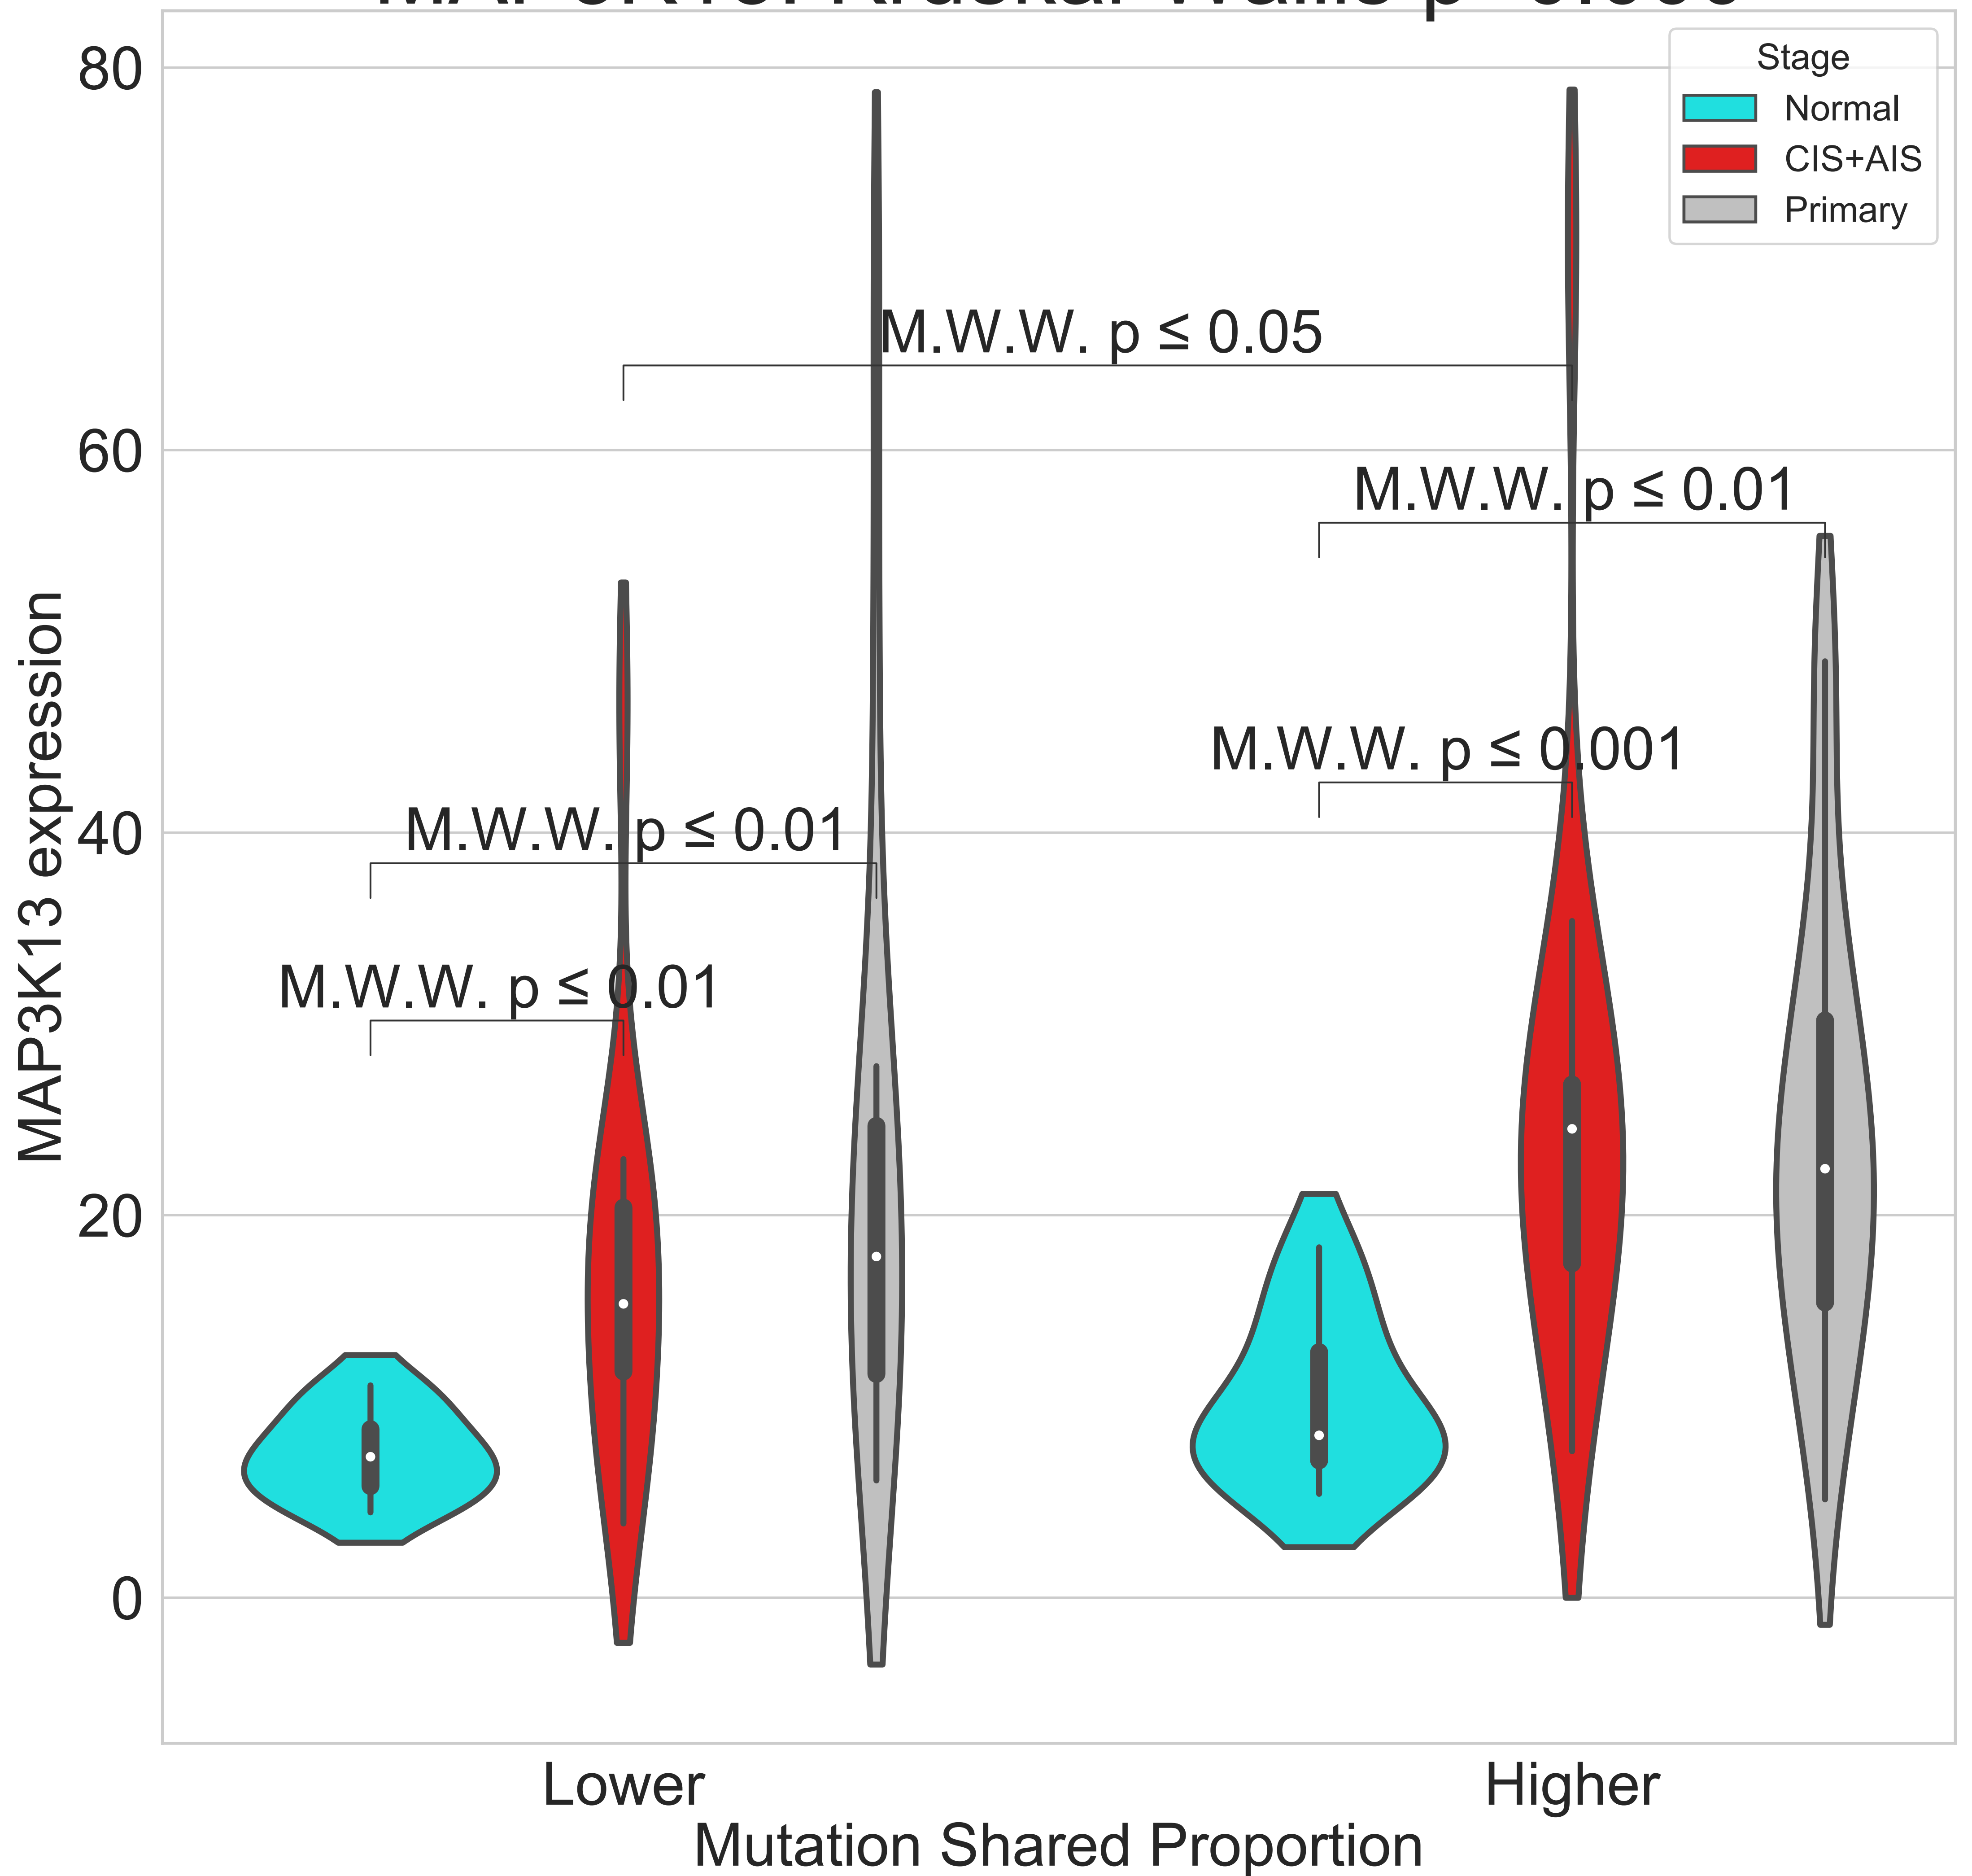 80
60
40
20
0
MAP3K13 expression
Stage
Normal
CIS+AIS
Primary
M.W.W. p ≤ 0.05
M.W.W. p ≤ 0.01
M.W.W. p ≤ 0.001
M.W.W. p ≤ 0.01
M.W.W. p ≤ 0.01
Lower
Higher
Mutation Shared Proportion